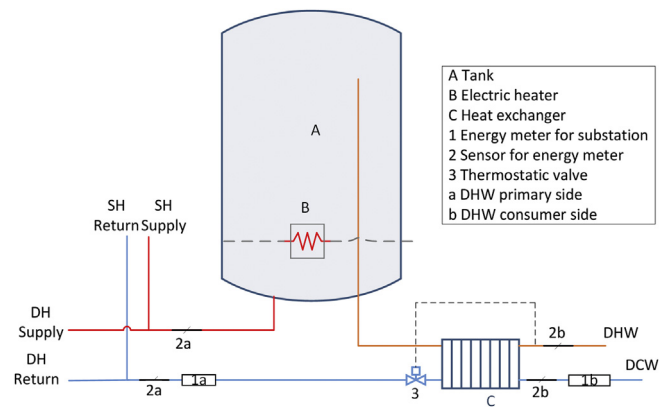 A Tank
B Electric heater
C Heat exchanger
1 Energy meter for substation
2 Sensor for energy meter
3 Thermostatic valve
a DHW primary side
b DHW consumer side
A
B
SH SH
Return Supply
DH
Supply
2a
DH
Return
2a
1a
3
C
2b
DHW
DCW
2b
1b